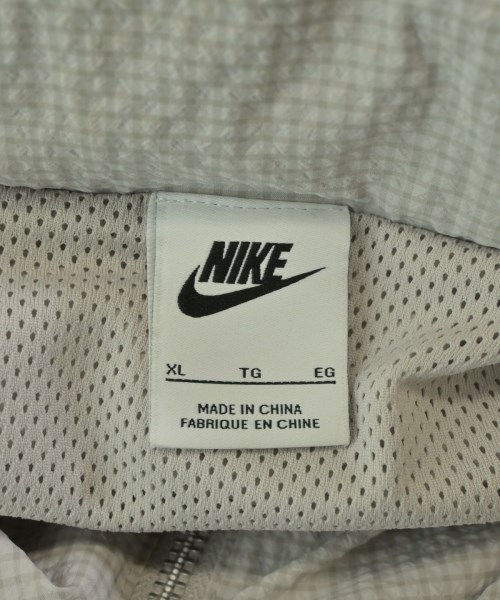 NIKE
XL TG EG
MADE IN CHINA
FABRIQUE EN CHINE